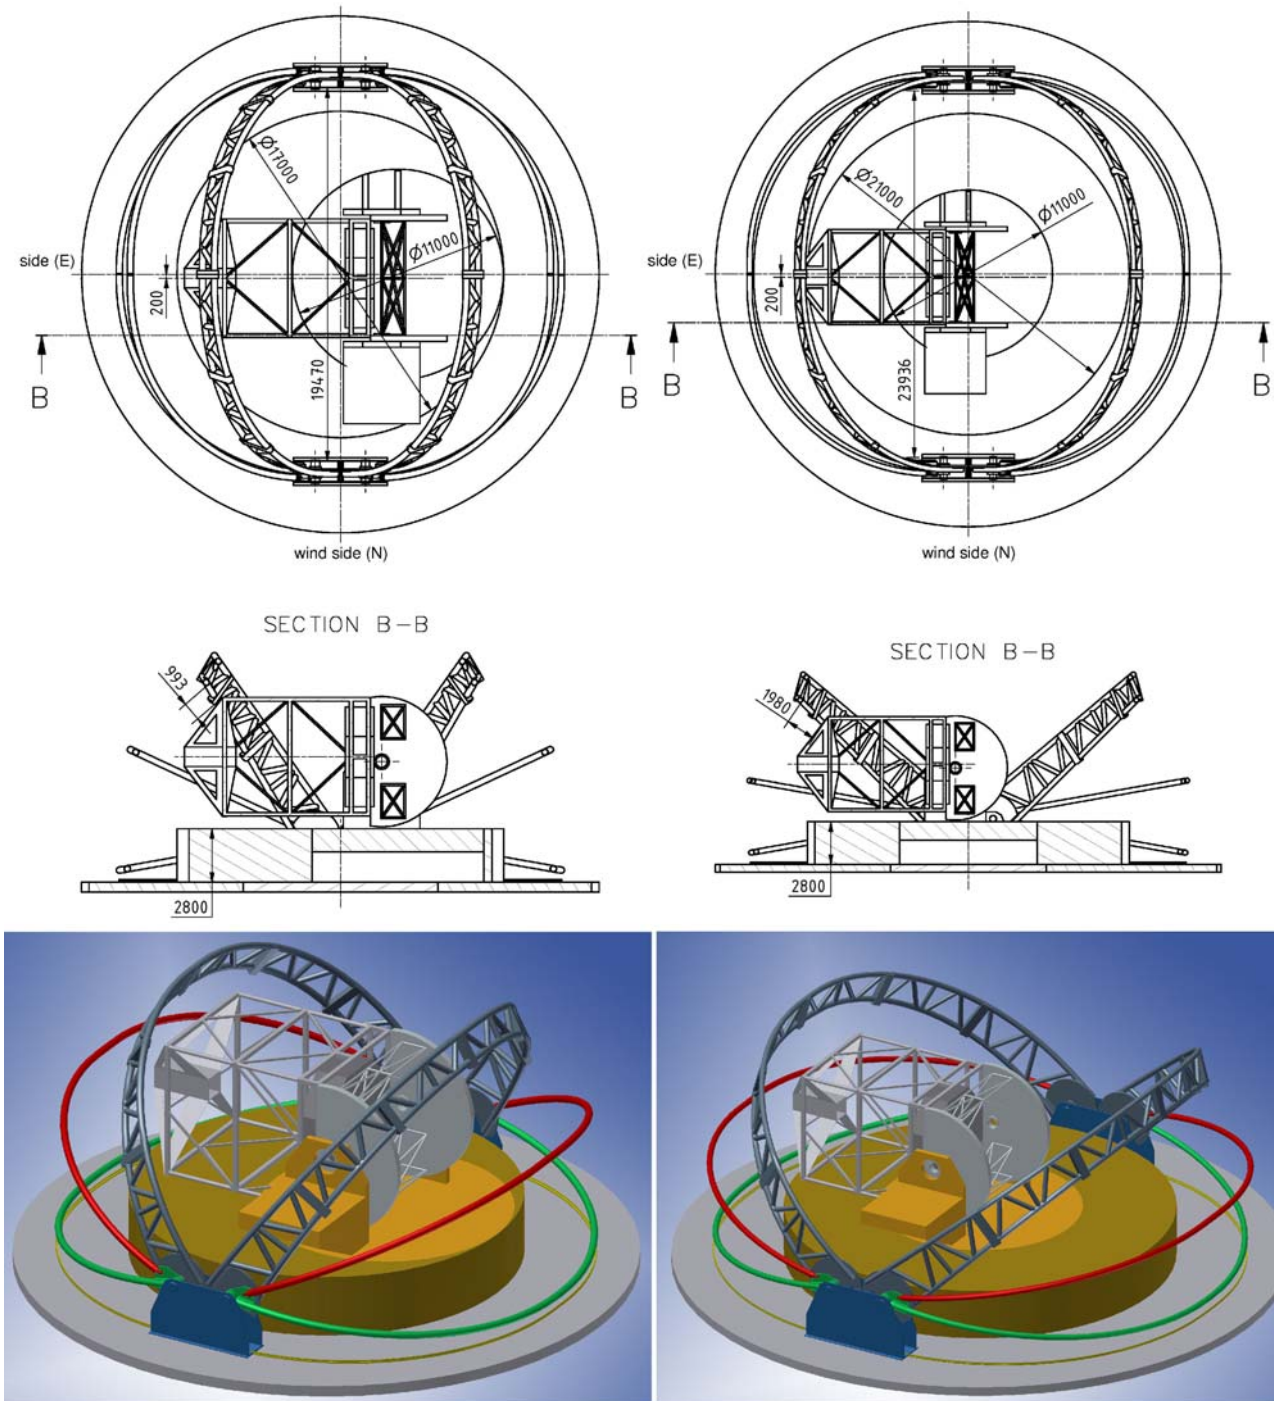 Ø17000
Ø11000
side (E)
200
19470
B
B
wind side (N)
Ø21000
Ø11000
side (E)
200
23936
B
B
wind side (N)
SECTION B-B
993
2800
SECTION B-B
1980
2800